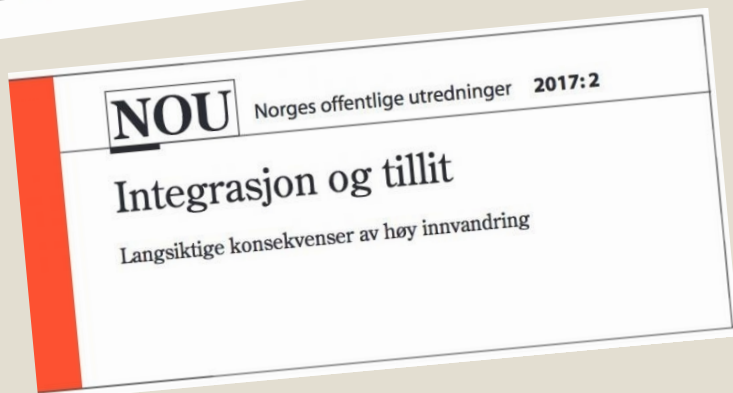 NOU Norges offentlige utredninger 2017:2
Integrasjon og tillit
Langsiktige konsekvenser av høy innvandring